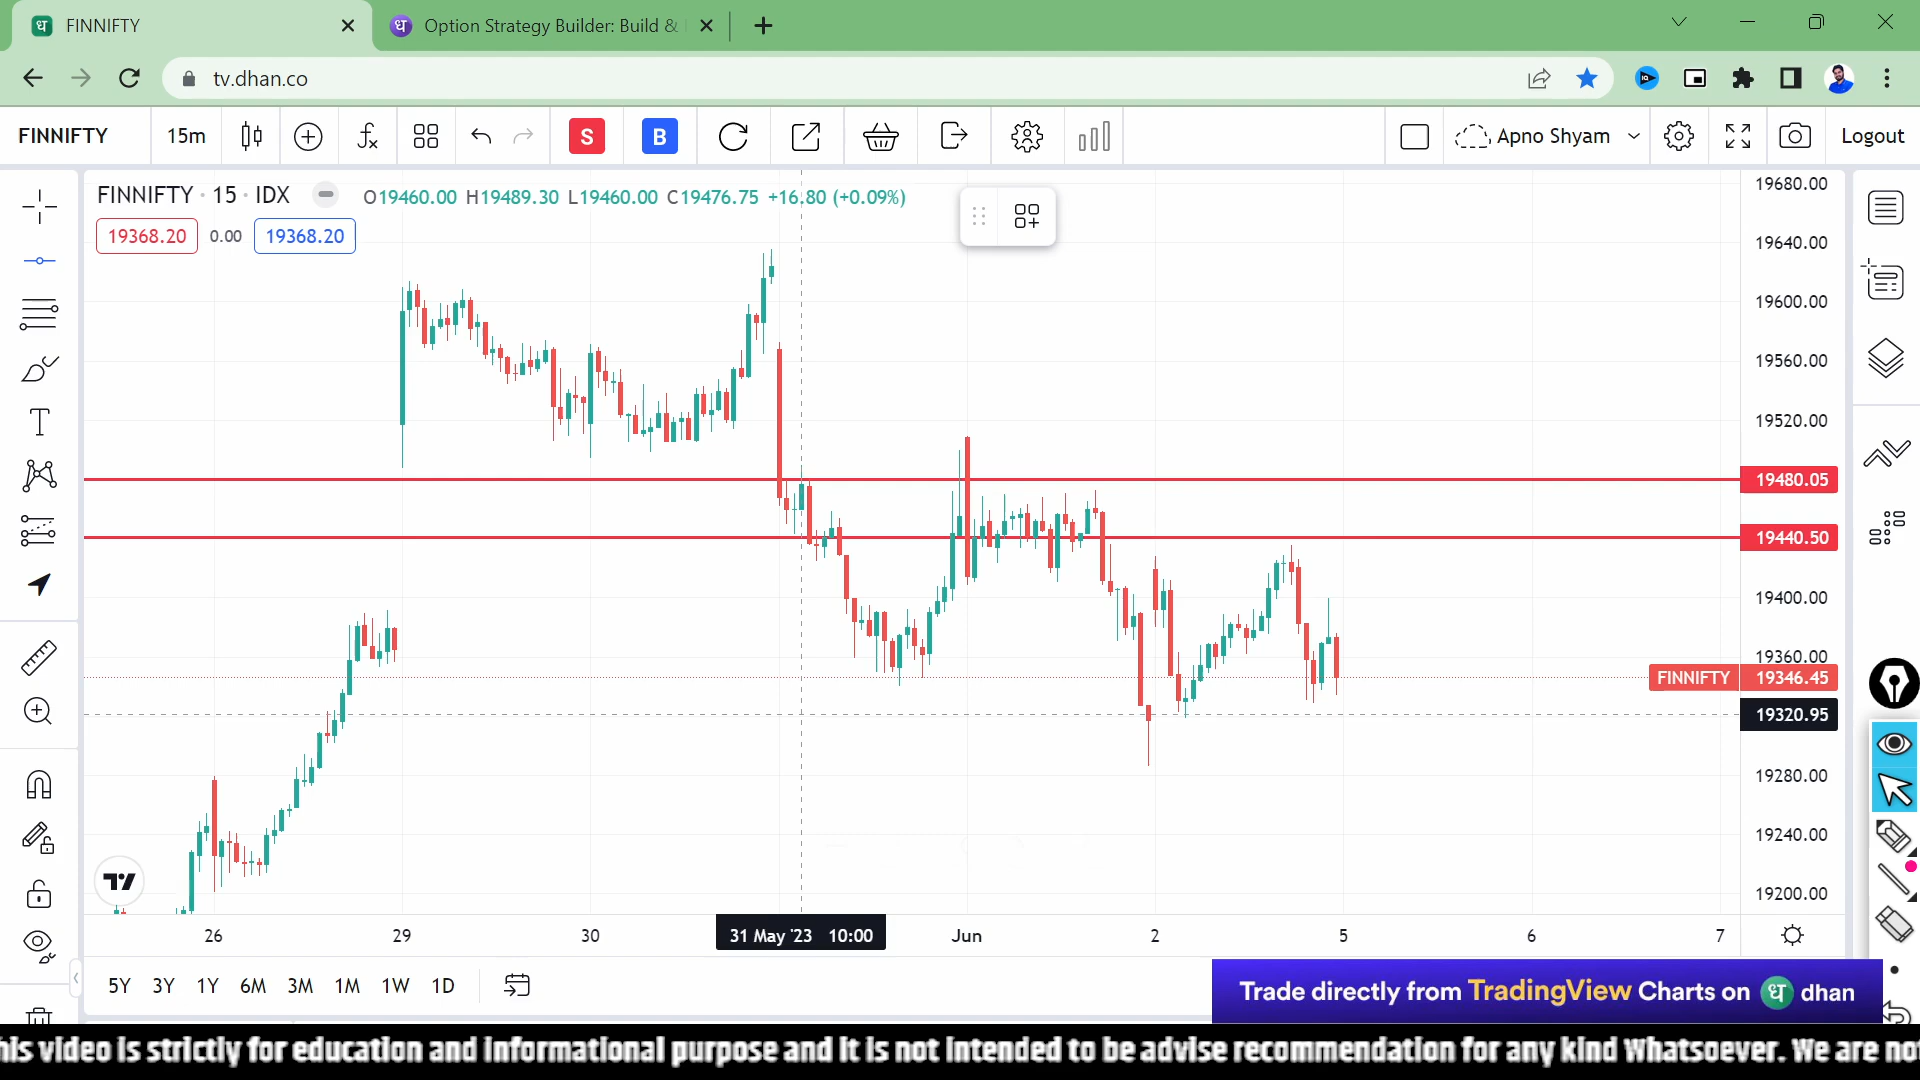 FINNIFTY
Option Strategy Builder: Build &
tv.dhan.co
FINNIFTY 15m S B Apno Shyam Logout
FINNIFTY · 15 · IDX O19460.00 H19489.30 L19460.00 C19476.75 +16.80 (+0.09%)
19368.20 0.00 19368.20
19680.00
19640.00
19600.00
19560.00
19520.00
19480.05
19440.50
19400.00
19360.00
FINNIFTY 19346.45
19320.95
19280.00
19240.00
19200.00
26 29 30 31 May '23 10:00 Jun 2 5 6 7
5Y 3Y 1Y 6M 3M 1M 1W 1D
Trade directly from TradingView Charts on ध dhan
his video is strictly for education and informational purpose and it is not intended to be advise recommendation for any kind Whatsoever. We are no